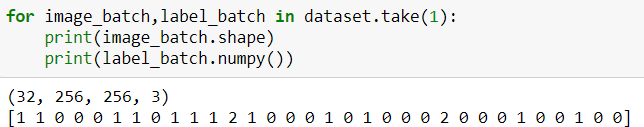 for image_batch,label_batch in dataset.take(1):
    print(image_batch.shape)
    print(label_batch.numpy())
(32, 256, 256, 3)
[1 1 0 0 0 1 1 0 1 1 1 2 1 0 0 0 1 0 1 0 0 0 2 0 0 0 1 0 0 1 0 0]